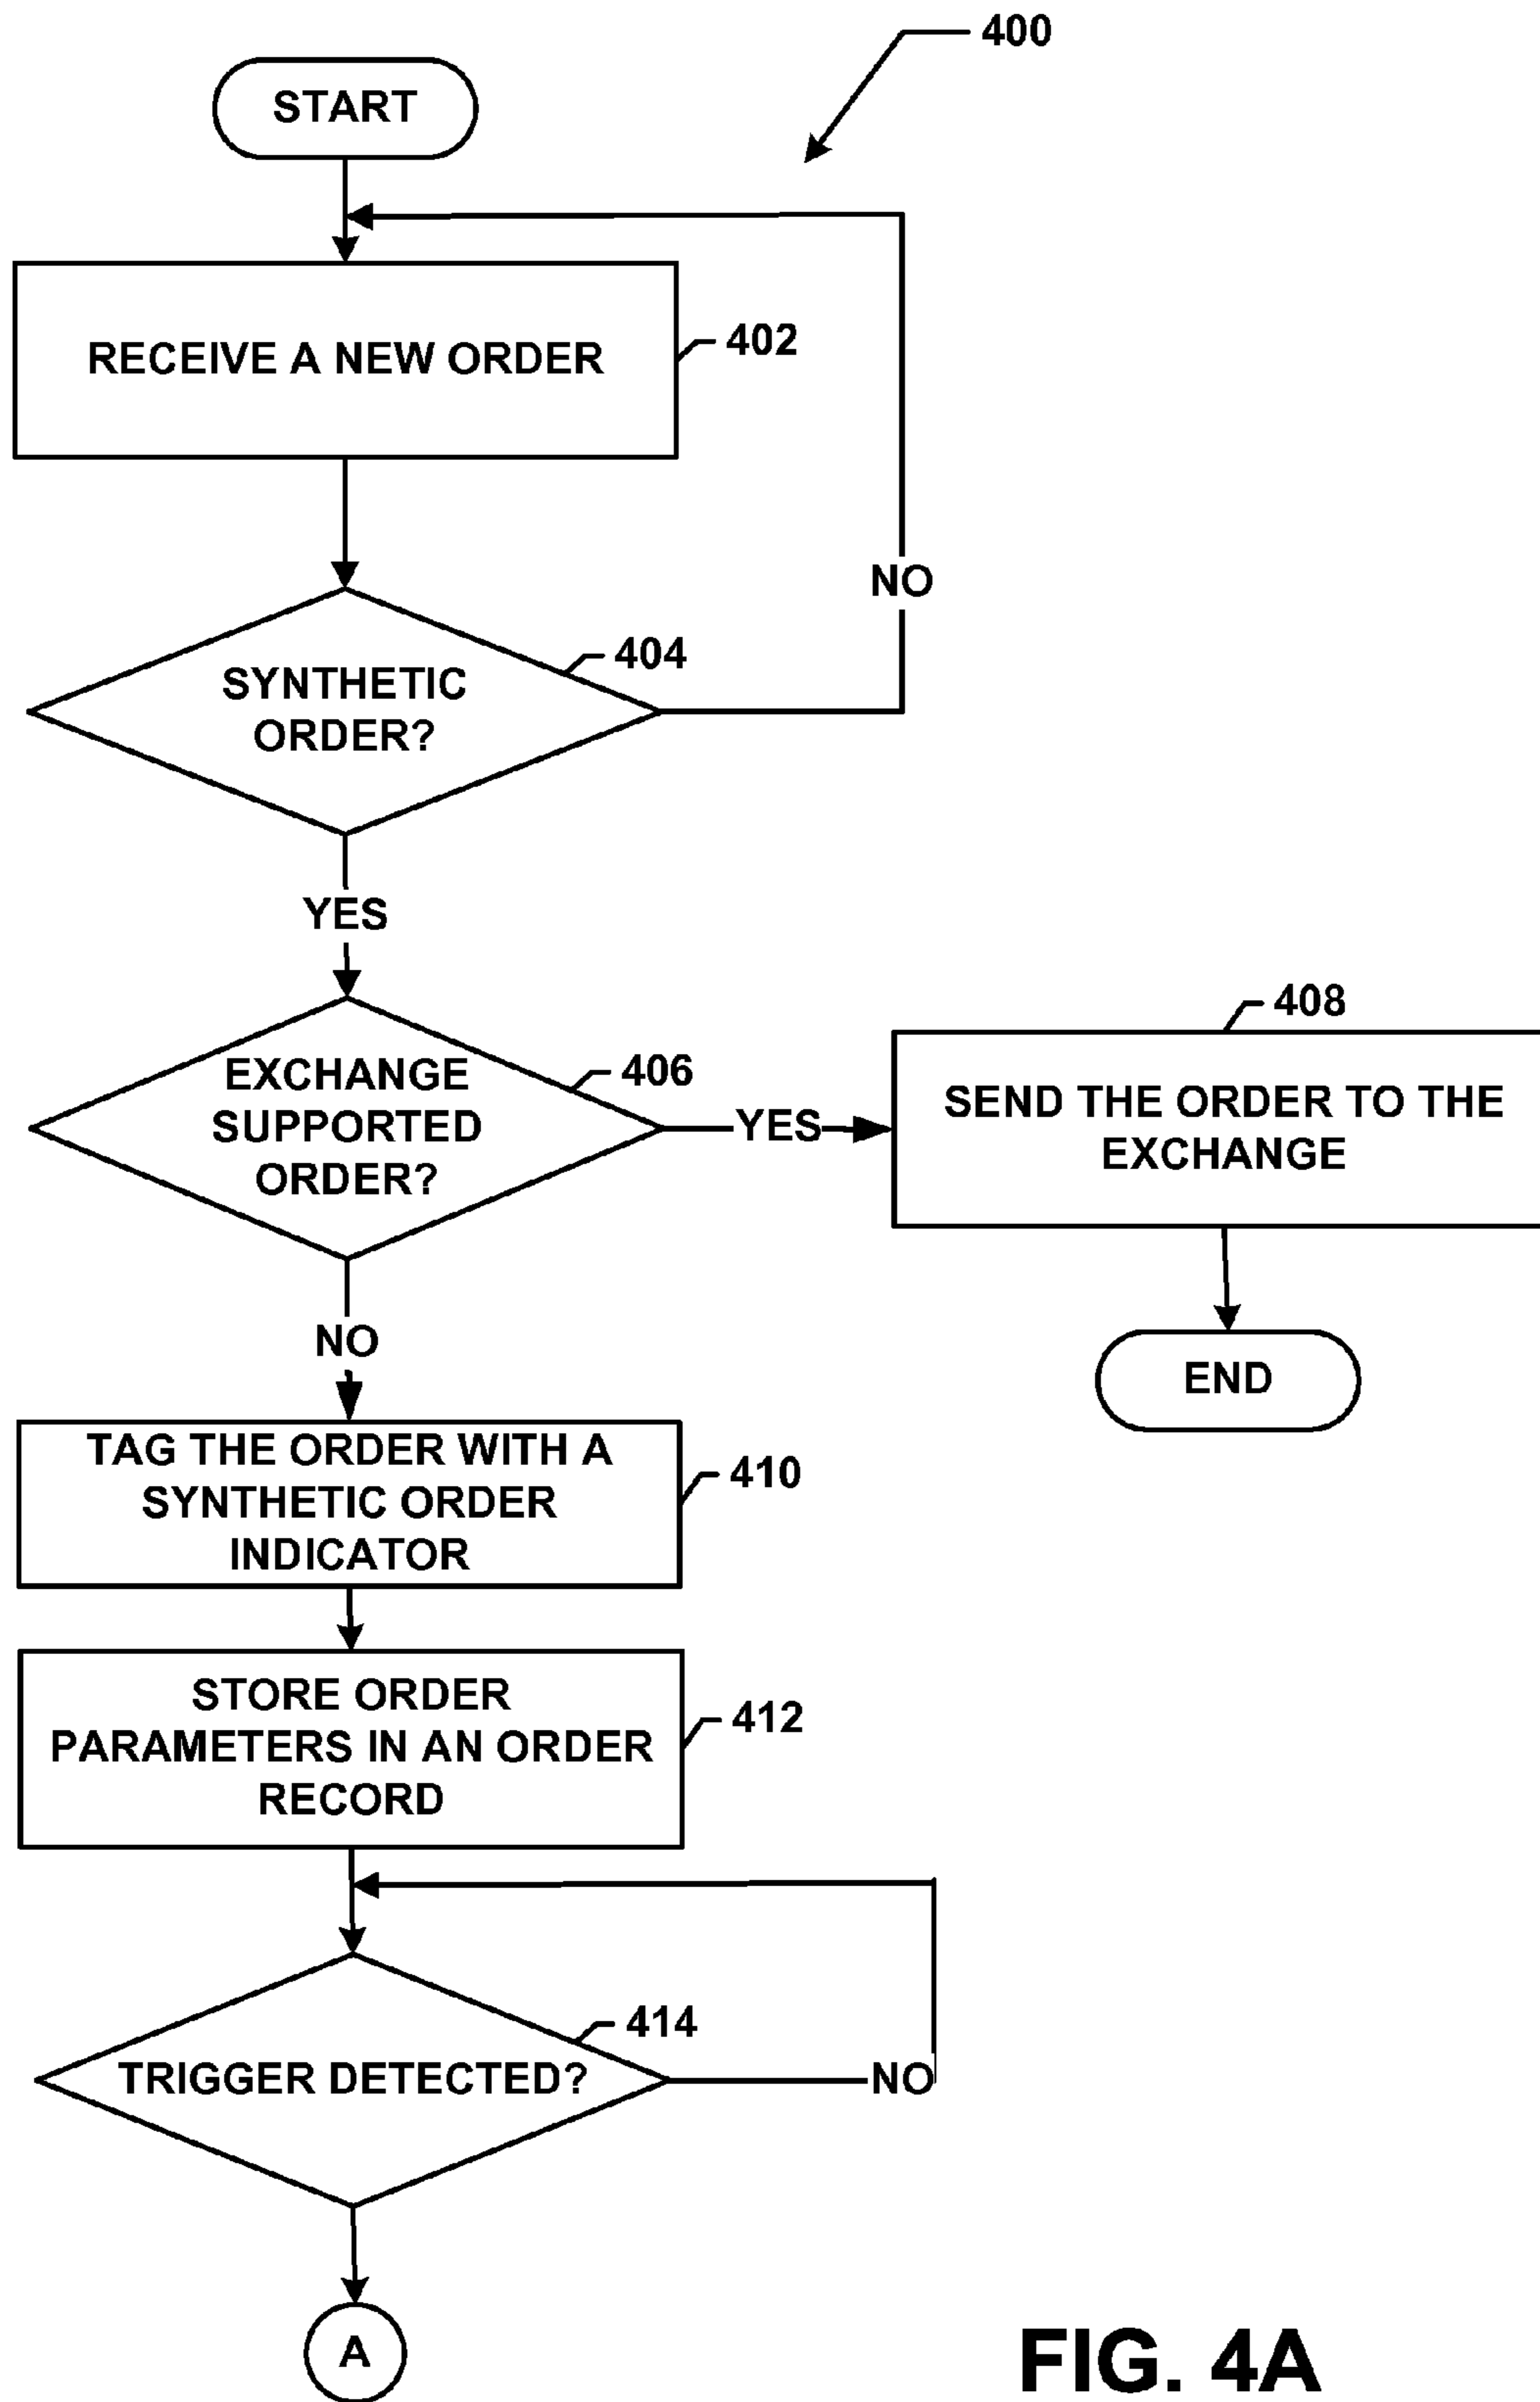 400
START
RECEIVE A NEW ORDER
402
NO
404
SYNTHETIC
ORDER?
YES
408
EXCHANGE
SUPPORTED
ORDER?
406
YES
SEND THE ORDER TO THE
EXCHANGE
NO
END
TAG THE ORDER WITH A
SYNTHETIC ORDER
INDICATOR
410
STORE ORDER
PARAMETERS IN AN ORDER
RECORD
412
414
TRIGGER DETECTED?
NO
A
FIG. 4A